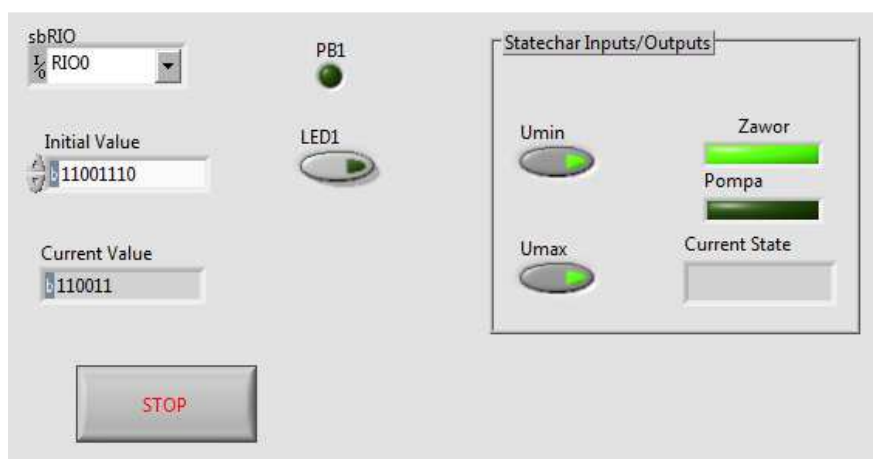 sbRIO
I/O RIO0
PB1
Initial Value
b 11001110
LED1
Current Value
b 110011
STOP
Statechar Inputs/Outputs
Umin
Zawor
Pompa
Umax
Current State